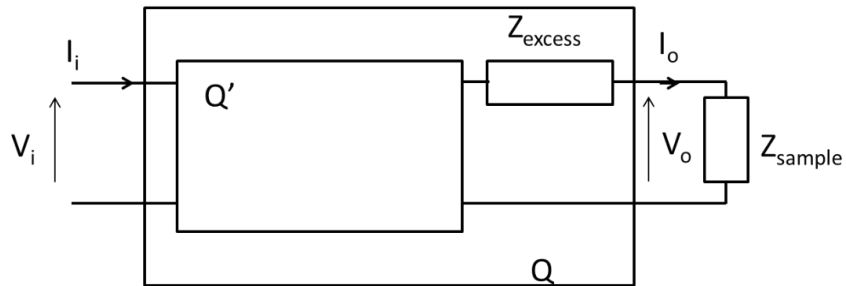 Z_excess
I_i
I_o
Q’
V_i
V_o
Z_sample
Q